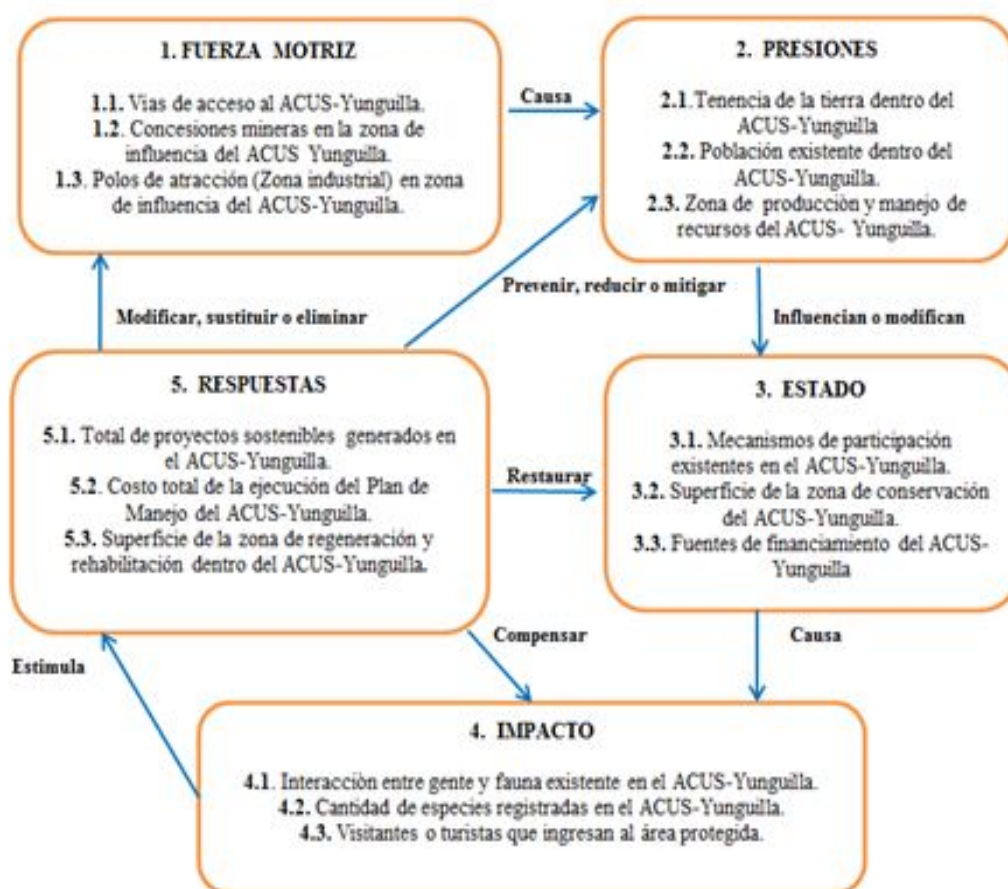 1. FUERZA MOTRIZ
1.1. Vias de acceso al ACUS-Yunguilla.
1.2. Concesiones mineras en la zona de
influencia del ACUS Yunguilla.
1.3. Polos de atracción (Zona industrial) en zona
de influencia del ACUS-Yunguilla.
Causa
2. PRESIONES
2.1. Tenencia de la tierra dentro del
ACUS-Yunguilla
2.2. Población existente dentro del
ACUS-Yunguilla.
2.3. Zona de producciòn y manejo de
recursos del ACUS- Yunguilla.
Modificar, sustituir o eliminar
Prevenir, reducir o mitigar
Influencian o modifican
5. RESPUESTAS
5.1. Total de proyectos sostenibles generados en
el ACUS-Yunguilla.
5.2. Costo total de la ejecución del Plan de
Manejo del ACUS-Yunguilla.
5.3. Superficie de la zona de regeneración y
rehabilitación dentro del ACUS-Yunguilla.
Restaurar
3. ESTADO
3.1. Mecanismos de participación
existentes en el ACUS-Yunguilla.
3.2. Superficie de la zona de conservación
del ACUS-Yunguilla.
3.3. Fuentes de financiamiento del ACUS-
Yunguilla
Estimula
Compensar
Causa
4. IMPACTO
4.1. Interacciòn entre gente y fauna existente en el ACUS-Yunguilla.
4.2. Cantidad de especies registradas en el ACUS-Yunguilla.
4.3. Visitantes o turistas que ingresan al área protegida.